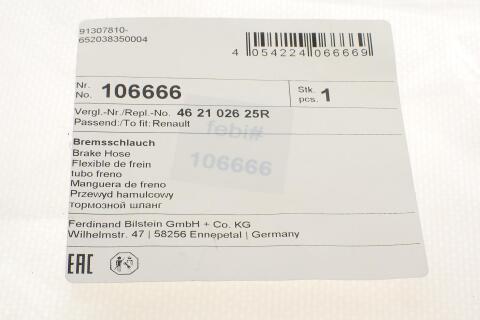 91307810-
652038350004
4 054224 066669
Nr.
No. 106666
Stk.
pcs. 1
Vergl.-Nr./Repl.-No. 46 21 026 25R
Passend:/To fit: Renault
febi#
106666
Bremsschlauch
Brake Hose
Flexible de frein
tubo freno
Manguera de freno
Przewyd hamulcowy
тормозной шланг
Ferdinand Bilstein GmbH + Co. KG
Wilhelmstr. 47 | 58256 Ennepetal | Germany
EAC